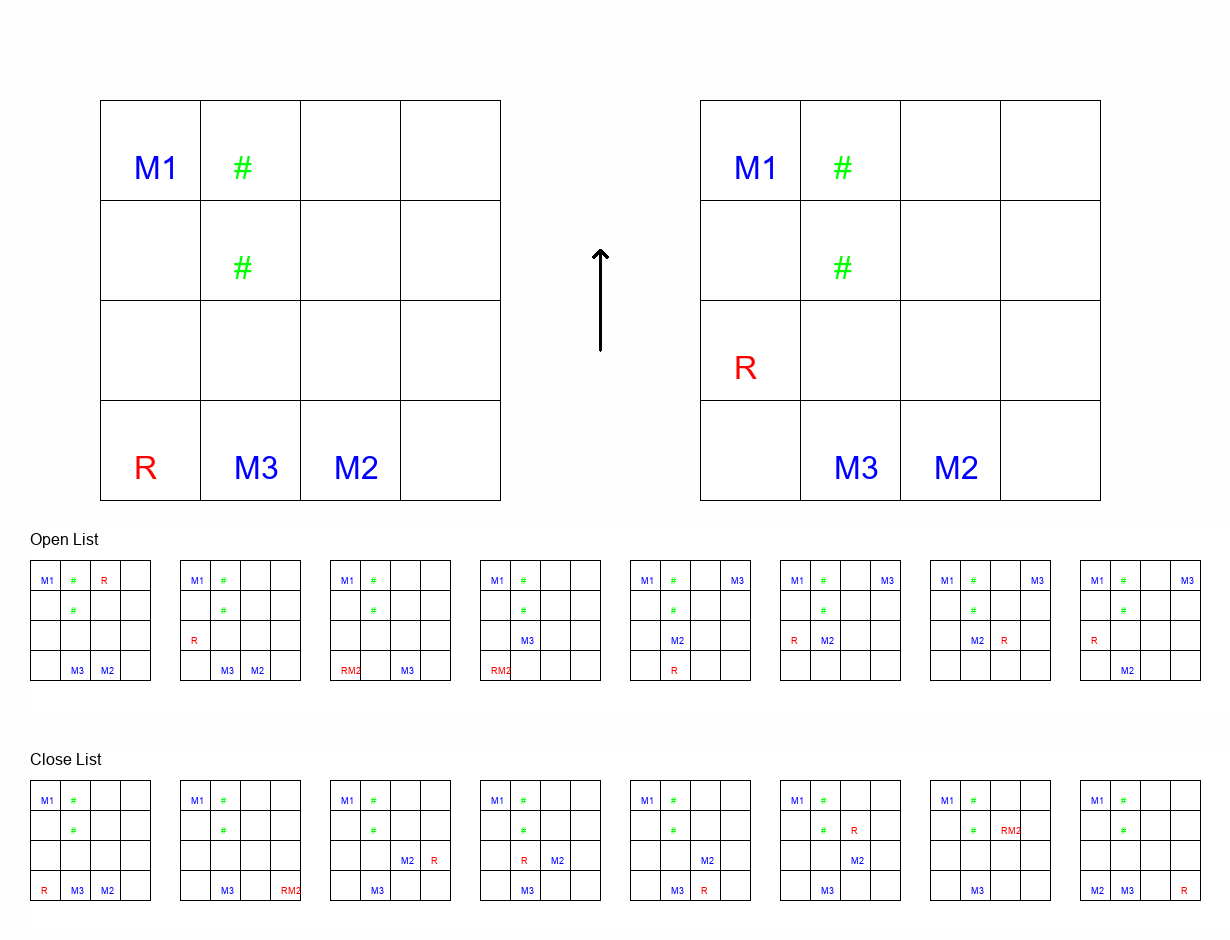 M1 # M1 #
# #
R
R M3 M2 M3 M2
Open List
M1 # R M1 # M1 # M1 # M1 # M3 M1 # M3 M1 # M3 M1 # M3
# # # # # # # #
R M3 M2 R M2 M2 R R
M3 M2 M3 M2 RM2 M3 RM2 R M2
Close List
M1 # M1 # M1 # M1 # M1 # M1 # M1 # M1 #
# # # # # # R # RM2 #
M2 R R M2 M2 M2
R M3 M2 M3 RM2 M3 M3 M3 R M3 M3 M2 M3 R